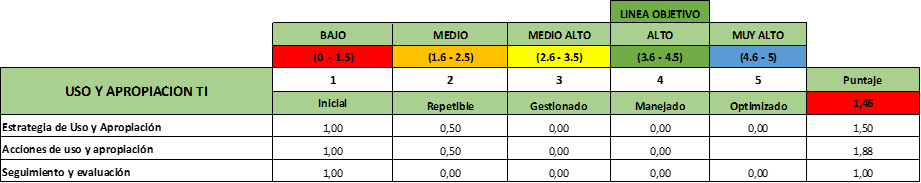 LINEA OBJETIVO
BAJO MEDIO MEDIO ALTO ALTO MUY ALTO
(0 - 1.5) (1.6 - 2.5) (2.6 - 3.5) (3.6 - 4.5) (4.6 - 5)
USO Y APROPIACION TI 1 2 3 4 5 Puntaje
Inicial Repetible Gestionado Manejado Optimizado 1,46
Estrategia de Uso y Apropiación 1,00 0,50 0,00 0,00 0,00 1,50
Acciones de uso y apropiación 1,00 0,50 0,00 0,00 1,88
Seguimiento y evaluación 1,00 0,00 0,00 0,00 0,00 1,00